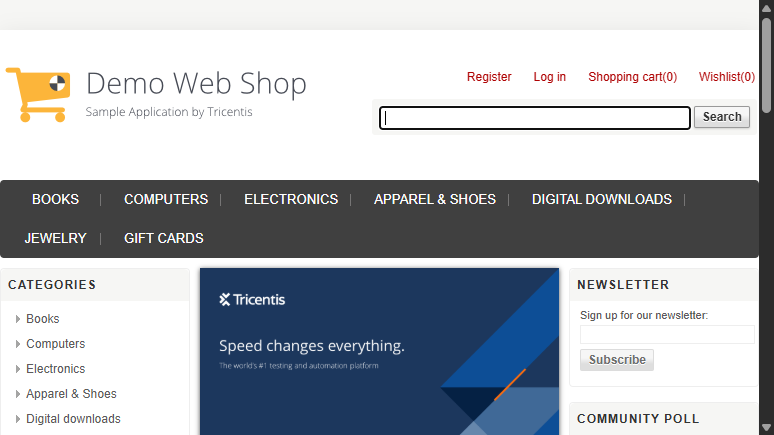 Demo Web Shop
Sample Application by Tricentis
Register Log in Shopping cart(0) Wishlist(0)
Search
BOOKS COMPUTERS ELECTRONICS APPAREL & SHOES DIGITAL DOWNLOADS
JEWELRY GIFT CARDS
CATEGORIES
Books
Computers
Electronics
Apparel & Shoes
Digital downloads
Tricentis
Speed changes everything.
The world's #1 testing and automation platform
NEWSLETTER
Sign up for our newsletter:
Subscribe
COMMUNITY POLL